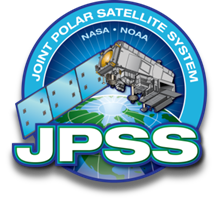 JOINT POLAR SATELLITE SYSTEM
NASA • NOAA
JPSS